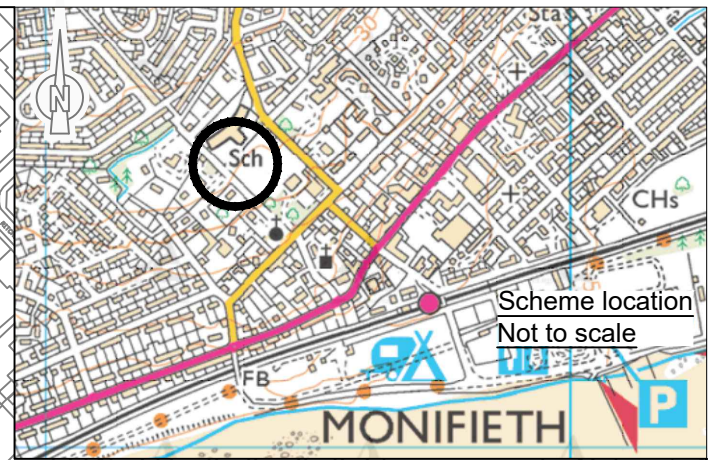 Sta
N
Sch
CHs
Scheme location
Not to scale
FB
P
MONIFIETH